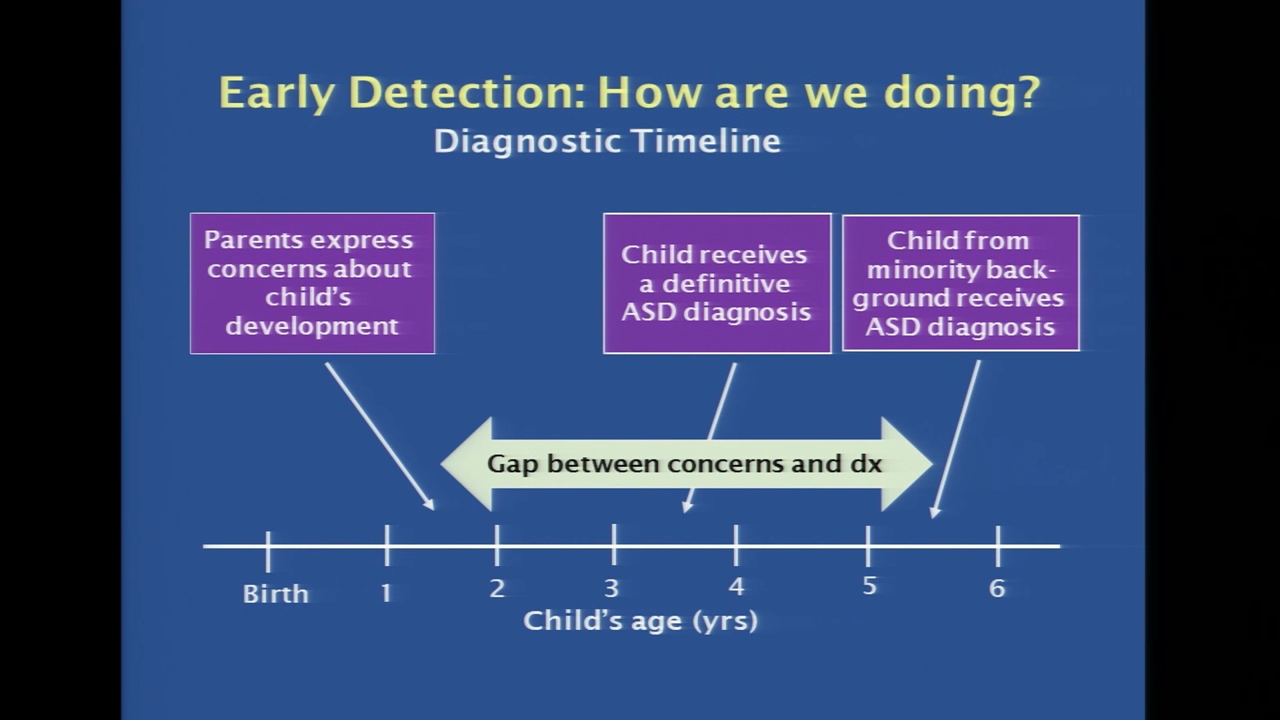 Early Detection: How are we doing?
Diagnostic Timeline
Parents express
concerns about
child's
development
Child receives
a definitive
ASD diagnosis
Child from
minority back-
ground receives
ASD diagnosis
Gap between concerns and dx
Birth
1
2
3
4
5
6
Child's age (yrs)